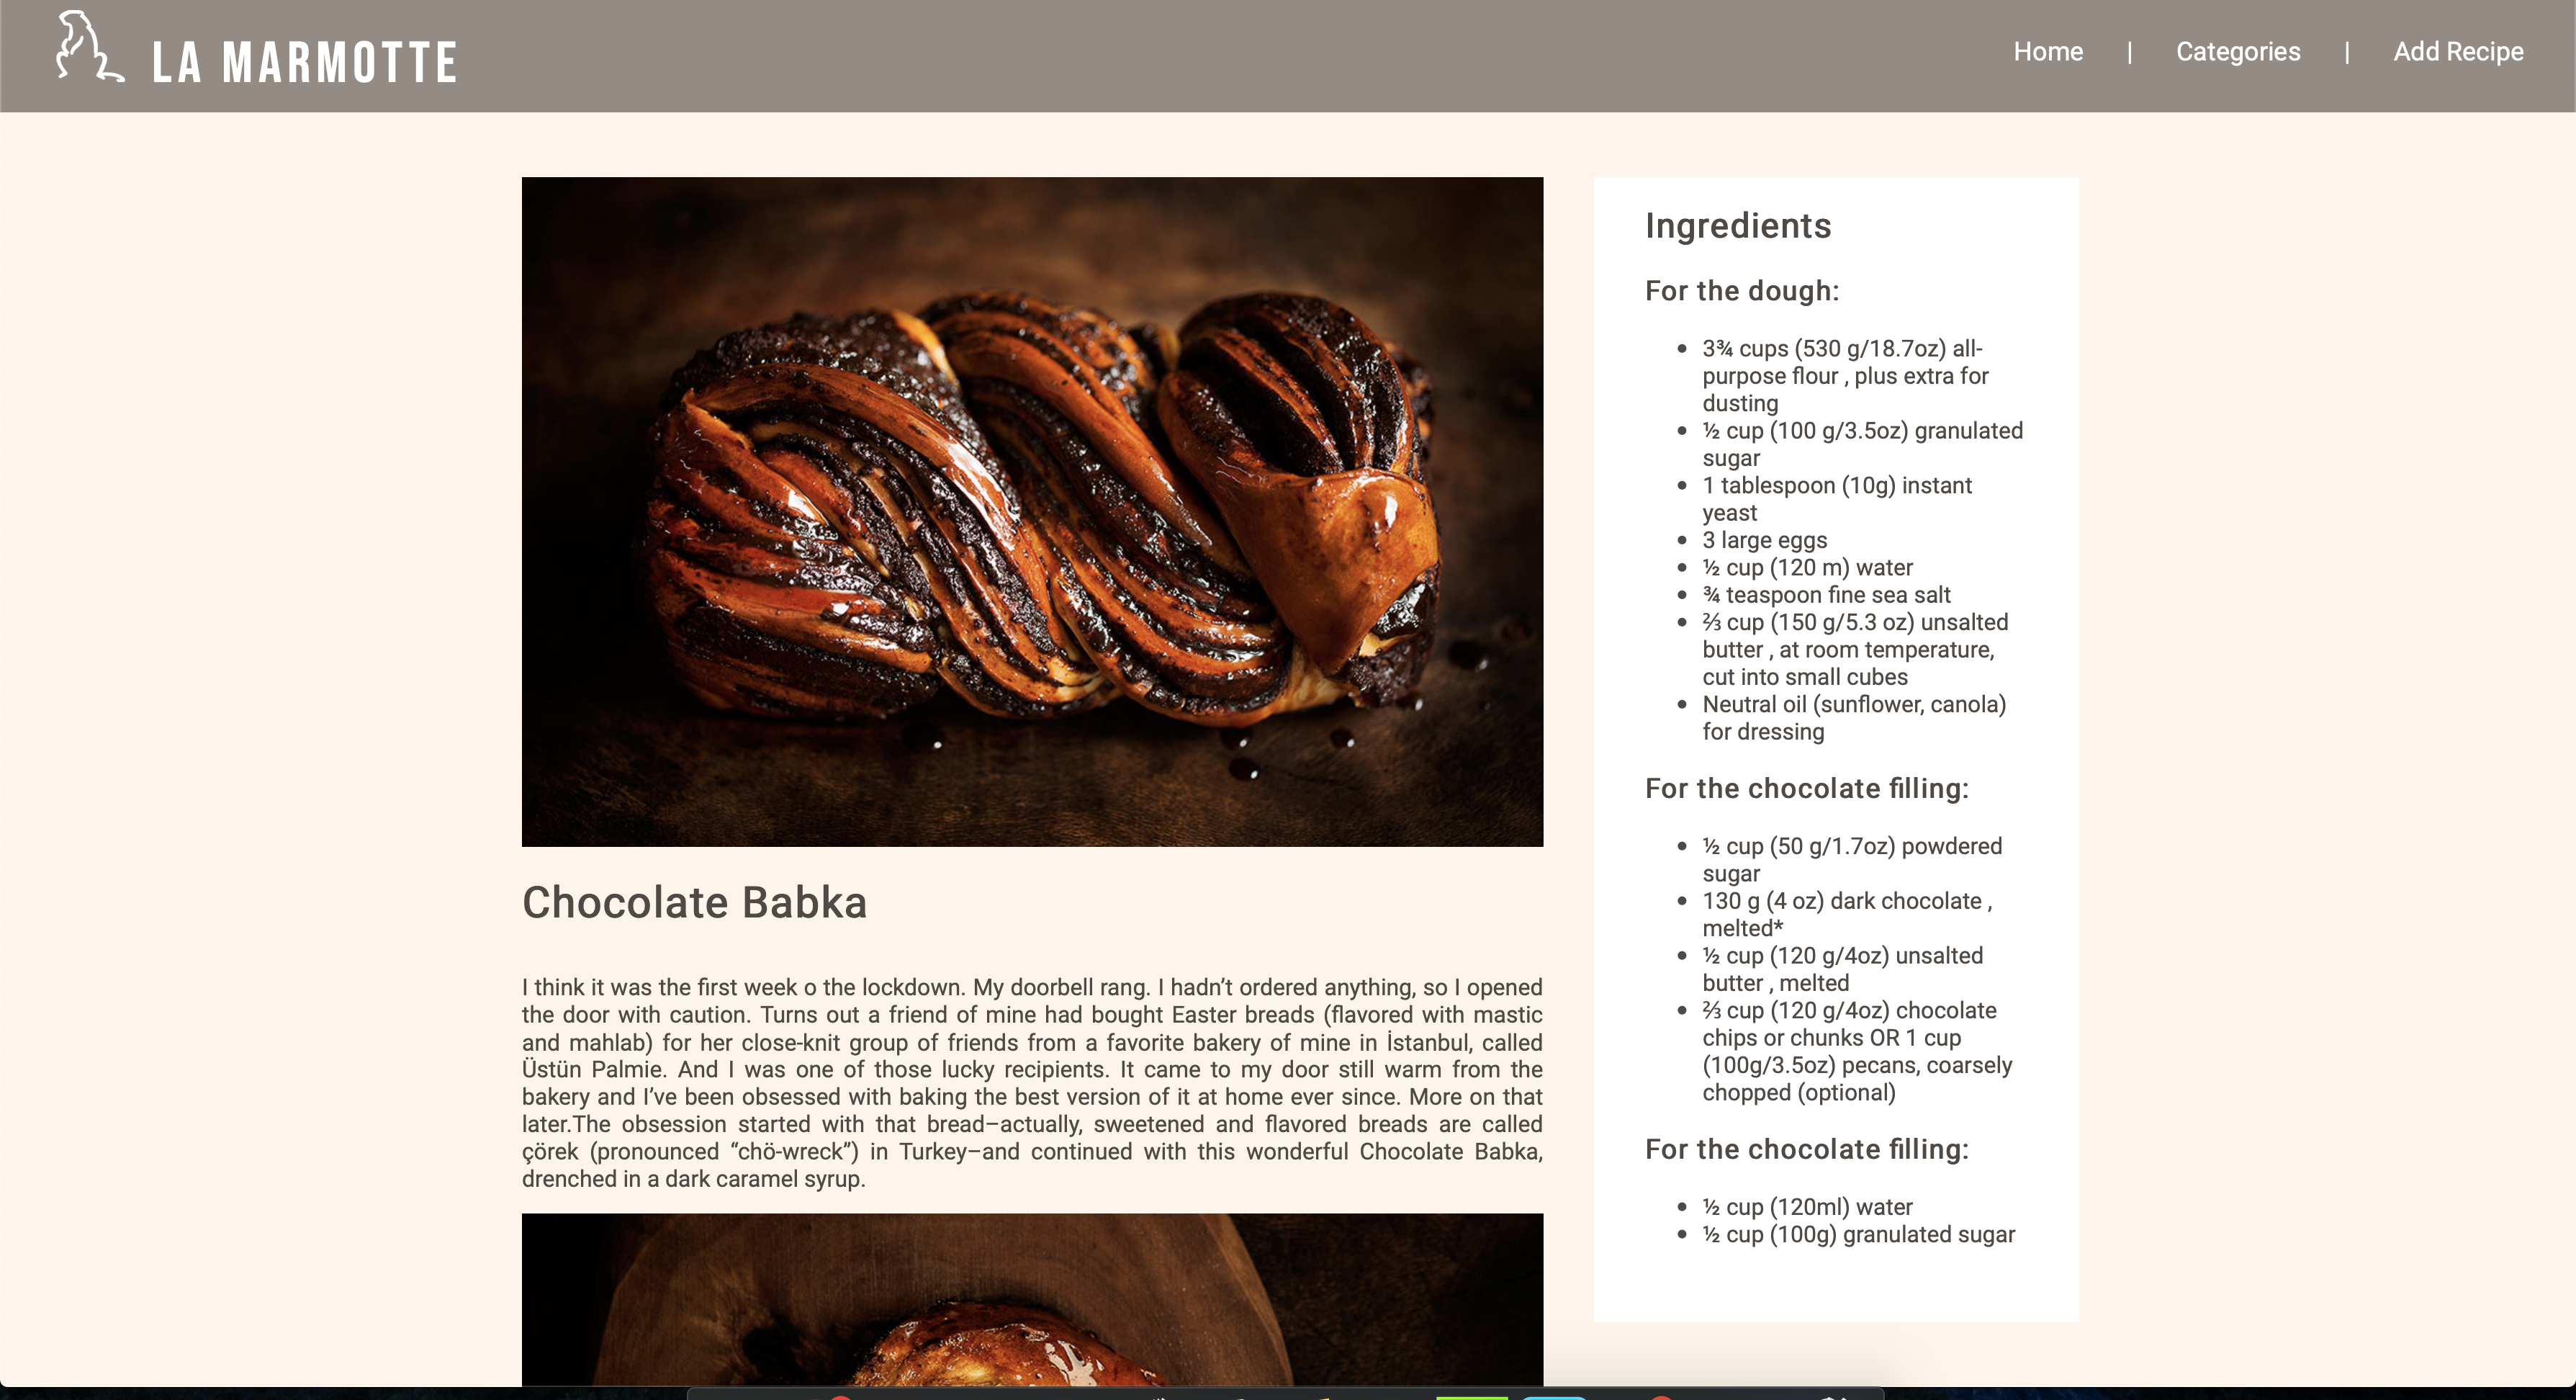 LA MARMOTTE
Home | Categories | Add Recipe
Chocolate Babka
I think it was the first week o the lockdown. My doorbell rang. I hadn’t ordered anything, so I opened
the door with caution. Turns out a friend of mine had bought Easter breads (flavored with mastic
and mahlab) for her close-knit group of friends from a favorite bakery of mine in İstanbul, called
Üstün Palmie. And I was one of those lucky recipients. It came to my door still warm from the
bakery and I’ve been obsessed with baking the best version of it at home ever since. More on that
later.The obsession started with that bread–actually, sweetened and flavored breads are called
çörek (pronounced “chö-wreck”) in Turkey–and continued with this wonderful Chocolate Babka,
drenched in a dark caramel syrup.
Ingredients
For the dough:
• 3¾ cups (530 g/18.7oz) all-
purpose flour , plus extra for
dusting
• ½ cup (100 g/3.5oz) granulated
sugar
• 1 tablespoon (10g) instant
yeast
• 3 large eggs
• ½ cup (120 m) water
• ¾ teaspoon fine sea salt
• ⅔ cup (150 g/5.3 oz) unsalted
butter , at room temperature,
cut into small cubes
• Neutral oil (sunflower, canola)
for dressing
For the chocolate filling:
• ½ cup (50 g/1.7oz) powdered
sugar
• 130 g (4 oz) dark chocolate ,
melted*
• ½ cup (120 g/4oz) unsalted
butter , melted
• ⅔ cup (120 g/4oz) chocolate
chips or chunks OR 1 cup
(100g/3.5oz) pecans, coarsely
chopped (optional)
For the chocolate filling:
• ½ cup (120ml) water
• ½ cup (100g) granulated sugar